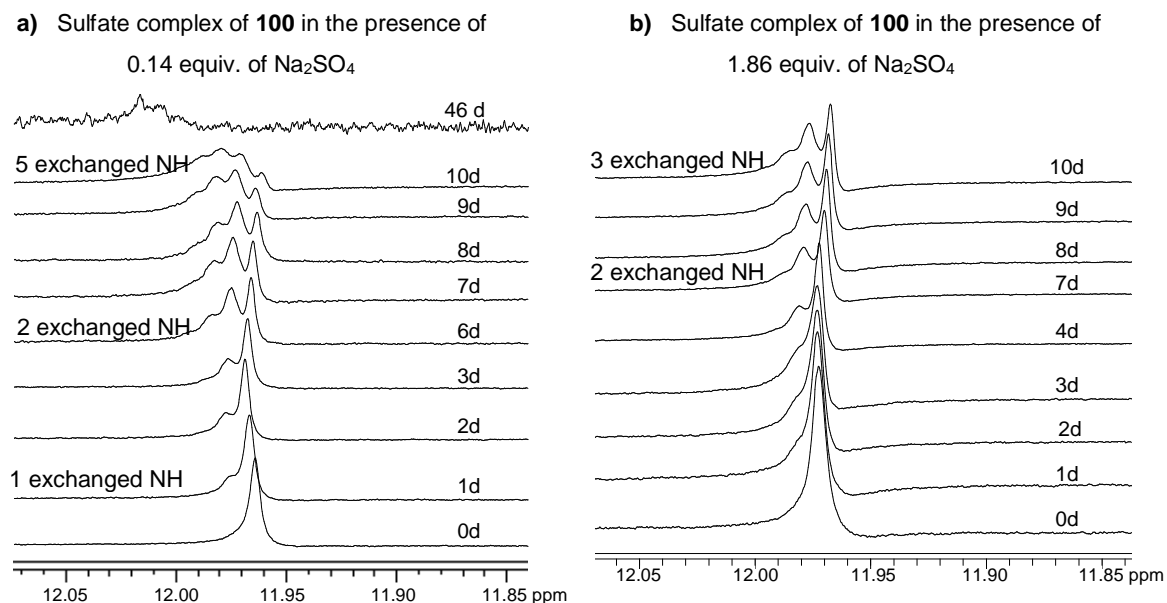 a) Sulfate complex of 100 in the presence of
0.14 equiv. of Na₂SO₄
46 d
5 exchanged NH
10d
9d
8d
7d
2 exchanged NH
6d
3d
2d
1 exchanged NH
1d
0d
12.05 12.00 11.95 11.90 11.85 ppm
b) Sulfate complex of 100 in the presence of
1.86 equiv. of Na₂SO₄
3 exchanged NH
10d
9d
8d
2 exchanged NH
7d
4d
3d
2d
1d
0d
12.05 12.00 11.95 11.90 11.85 ppm